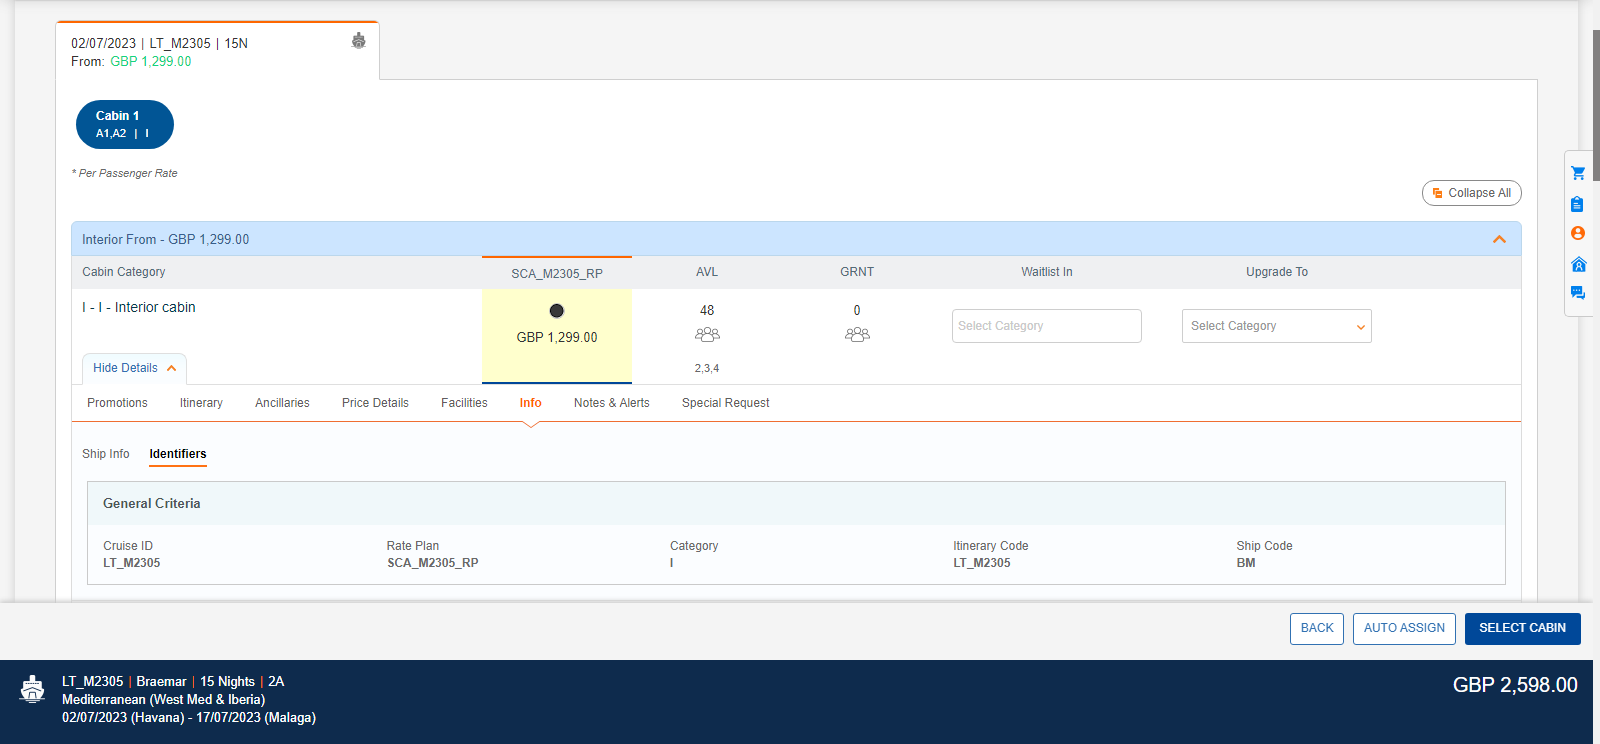 02/07/2023 | LT_M2305 | 15N
From: GBP 1,299.00
Cabin 1
A1,A2 | I
* Per Passenger Rate
Collapse All
Interior From - GBP 1,299.00
Cabin Category SCA_M2305_RP AVL GRNT Waitlist In Upgrade To
I - I - Interior cabin 48 0
GBP 1,299.00 Select Category Select Category
Hide Details 2,3,4
Promotions Itinerary Ancillaries Price Details Facilities Info Notes & Alerts Special Request
Ship Info Identifiers
General Criteria
Cruise ID Rate Plan Category Itinerary Code Ship Code
LT_M2305 SCA_M2305_RP I LT_M2305 BM
BACK AUTO ASSIGN SELECT CABIN
LT_M2305 | Braemar | 15 Nights | 2A GBP 2,598.00
Mediterranean (West Med & Iberia)
02/07/2023 (Havana) - 17/07/2023 (Malaga)